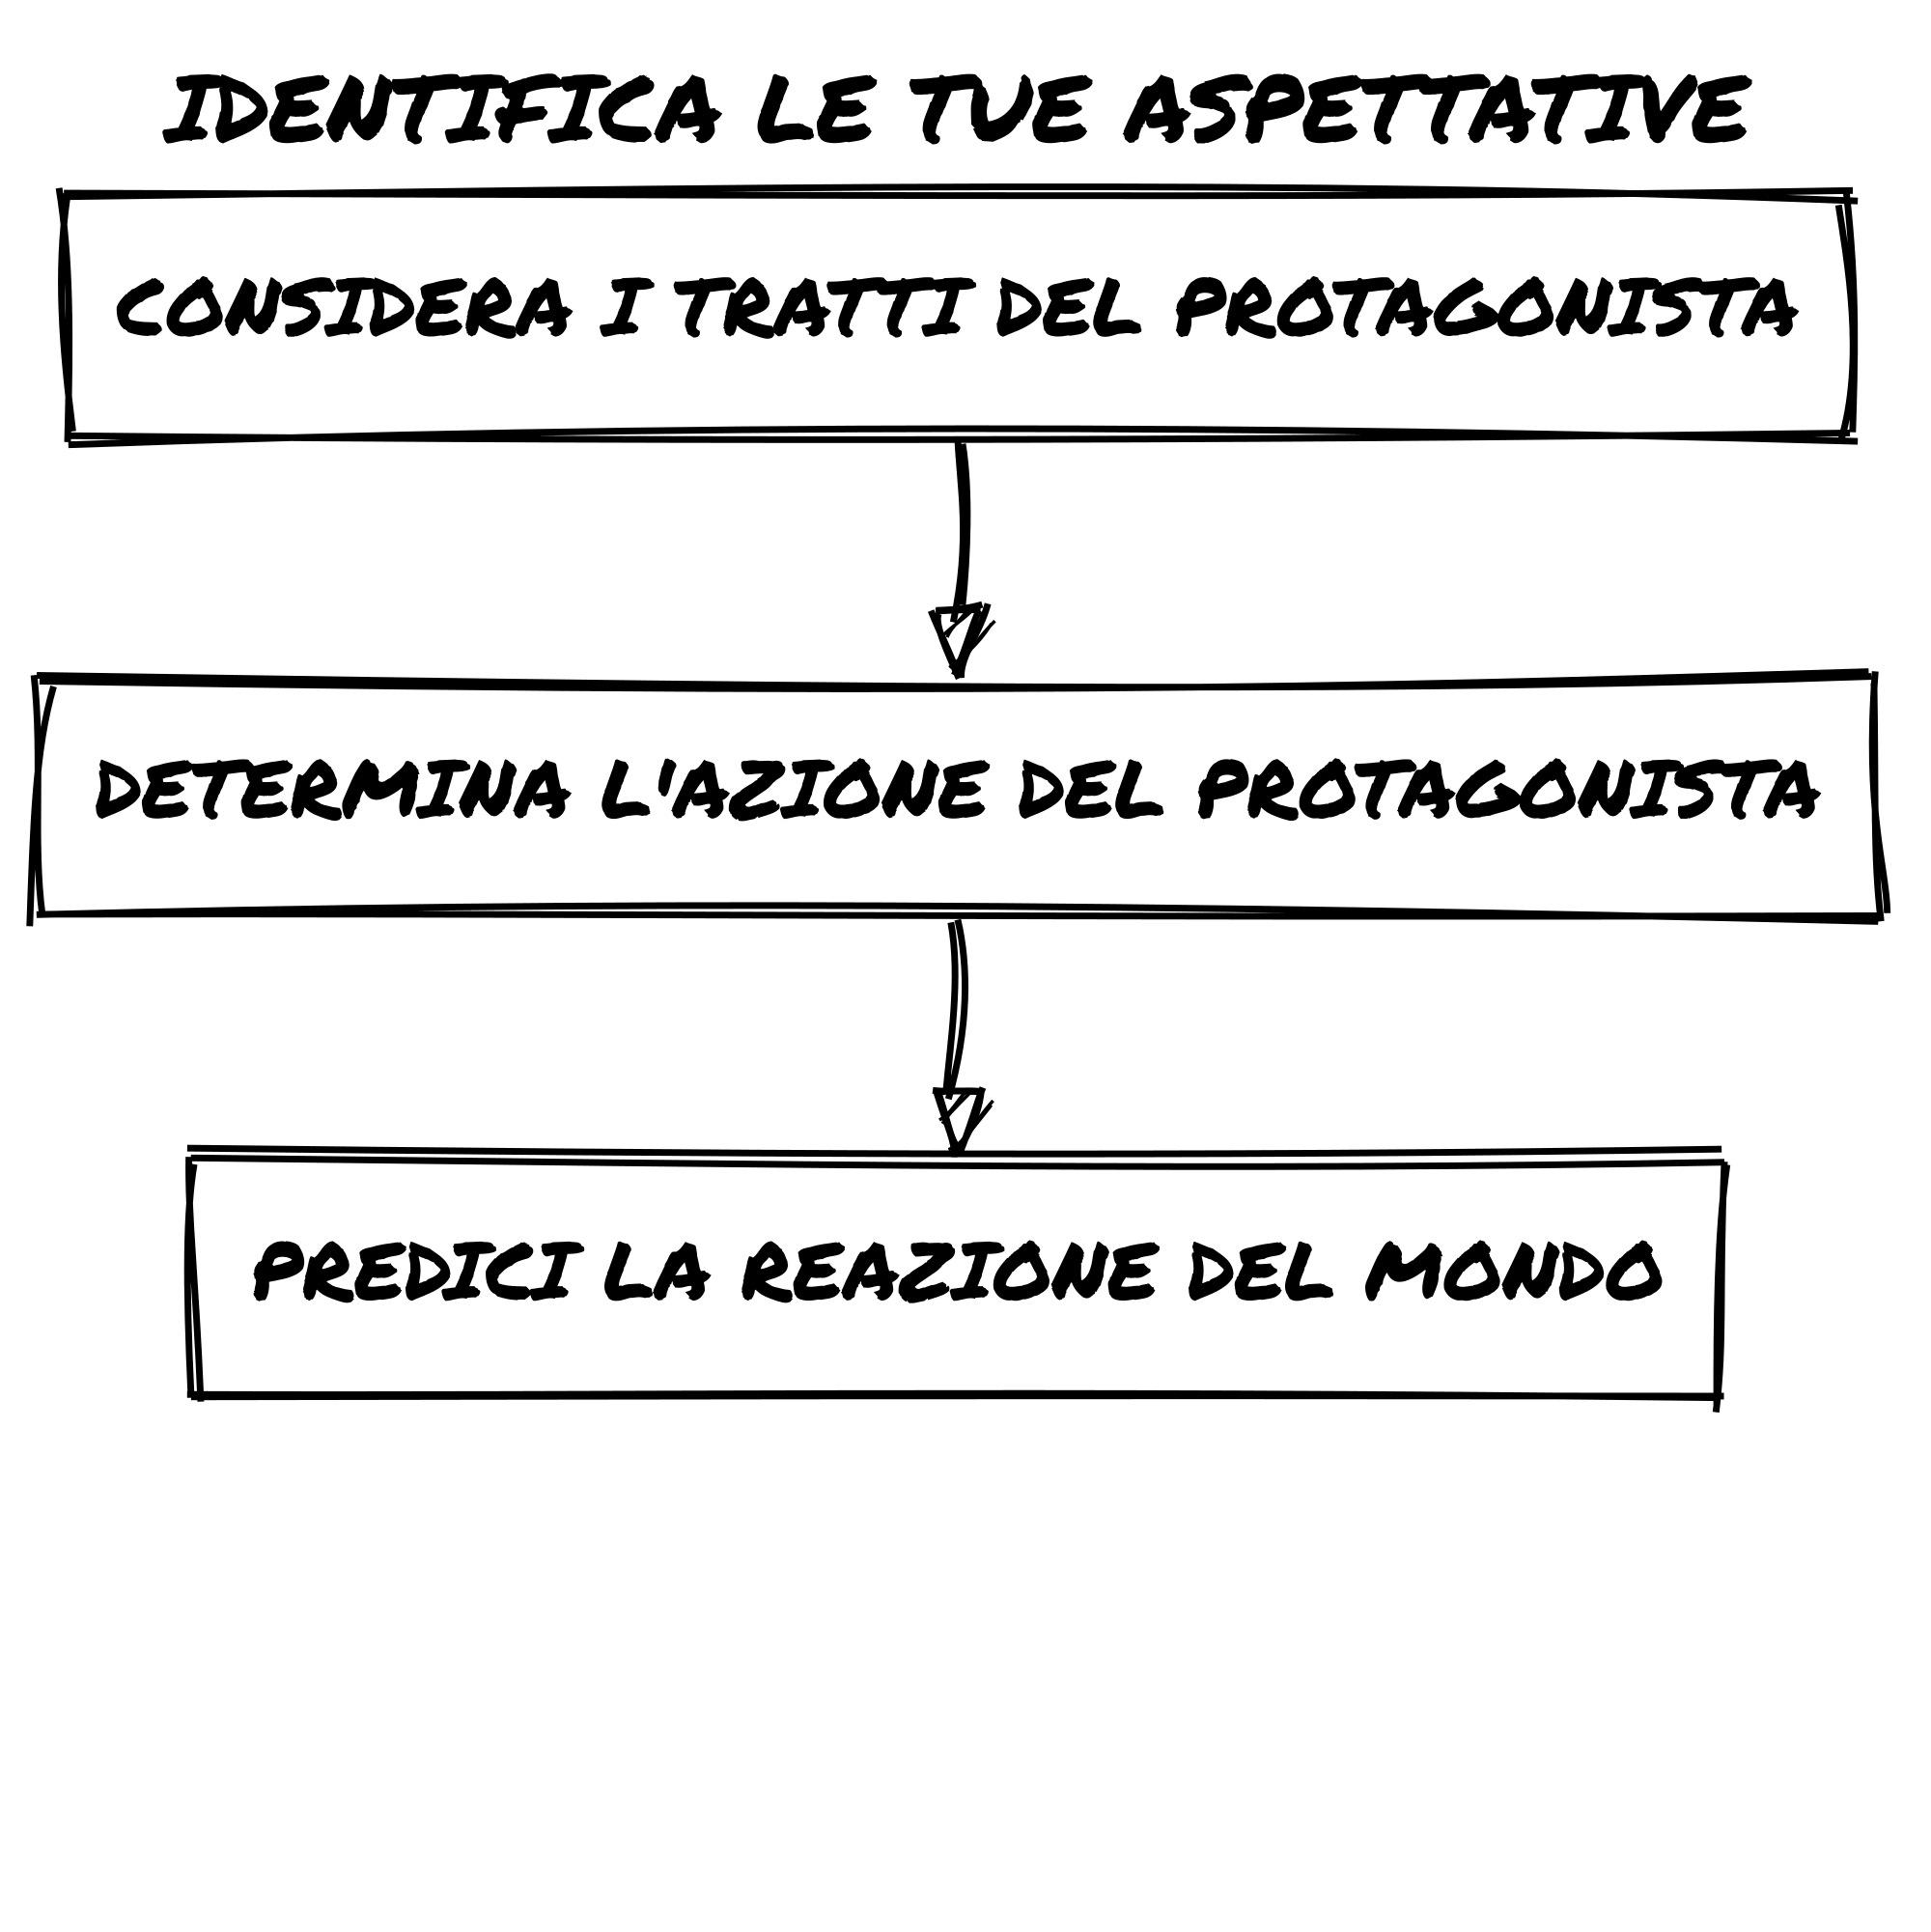 IDENTIFICA LE TUE ASPETTATIVE
CONSIDERA I TRATTI DEL PROTAGONISTA
DETERMINA L'AZIONE DEL PROTAGONISTA
PREDICI LA REAZIONE DEL MONDO